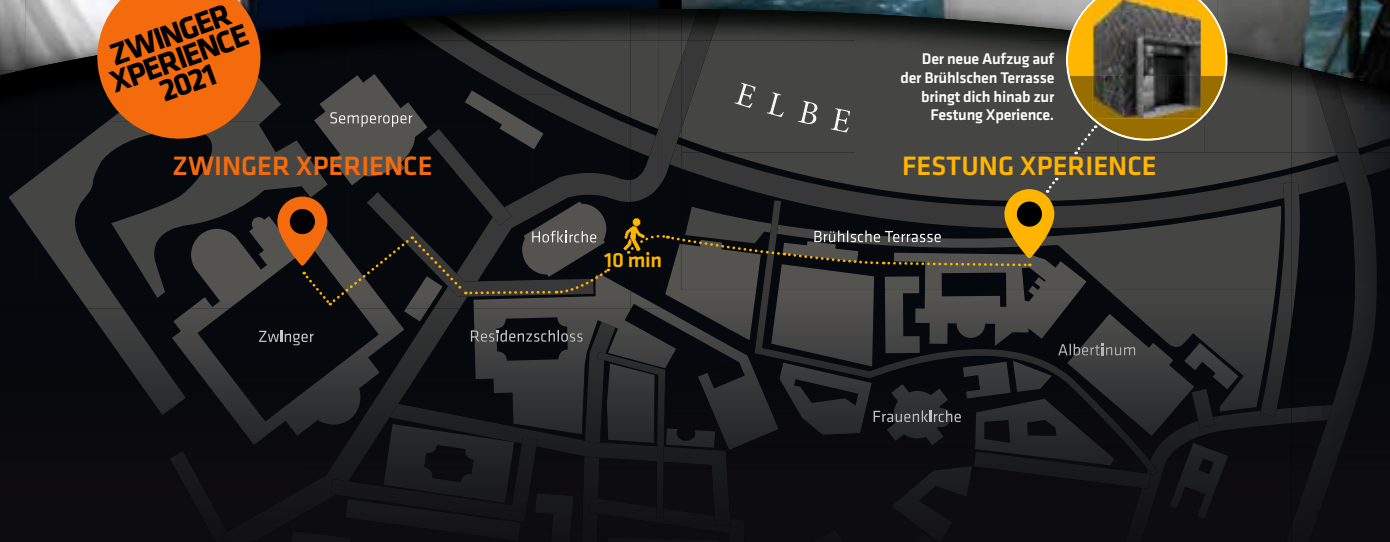 ZWINGER
XPERIENCE
2021
Der neue Aufzug auf
der Brühlschen Terrasse
bringt dich hinab zur
Festung Xperience.
ELBE
Semperoper
ZWINGER XPERIENCE
FESTUNG XPERIENCE
Hofkirche
10 min
Brühlsche Terrasse
Zwinger
Residenzschloss
Albertinum
Frauenkirche